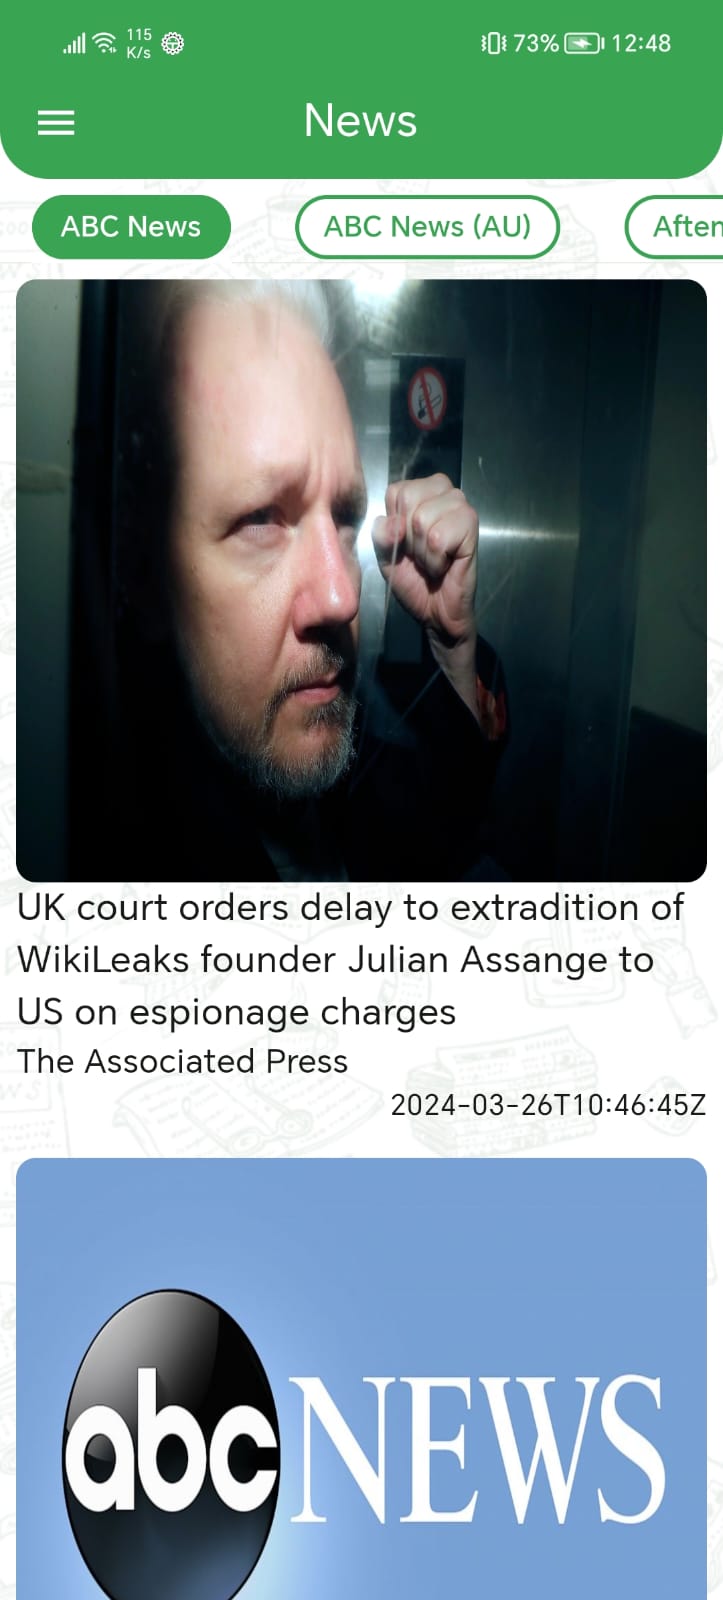 115
K/s
73%
12:48
News
ABC News
ABC News (AU)
Aften
UK court orders delay to extradition of
WikiLeaks founder Julian Assange to
US on espionage charges
The Associated Press
2024-03-26T10:46:45Z
abc NEWS